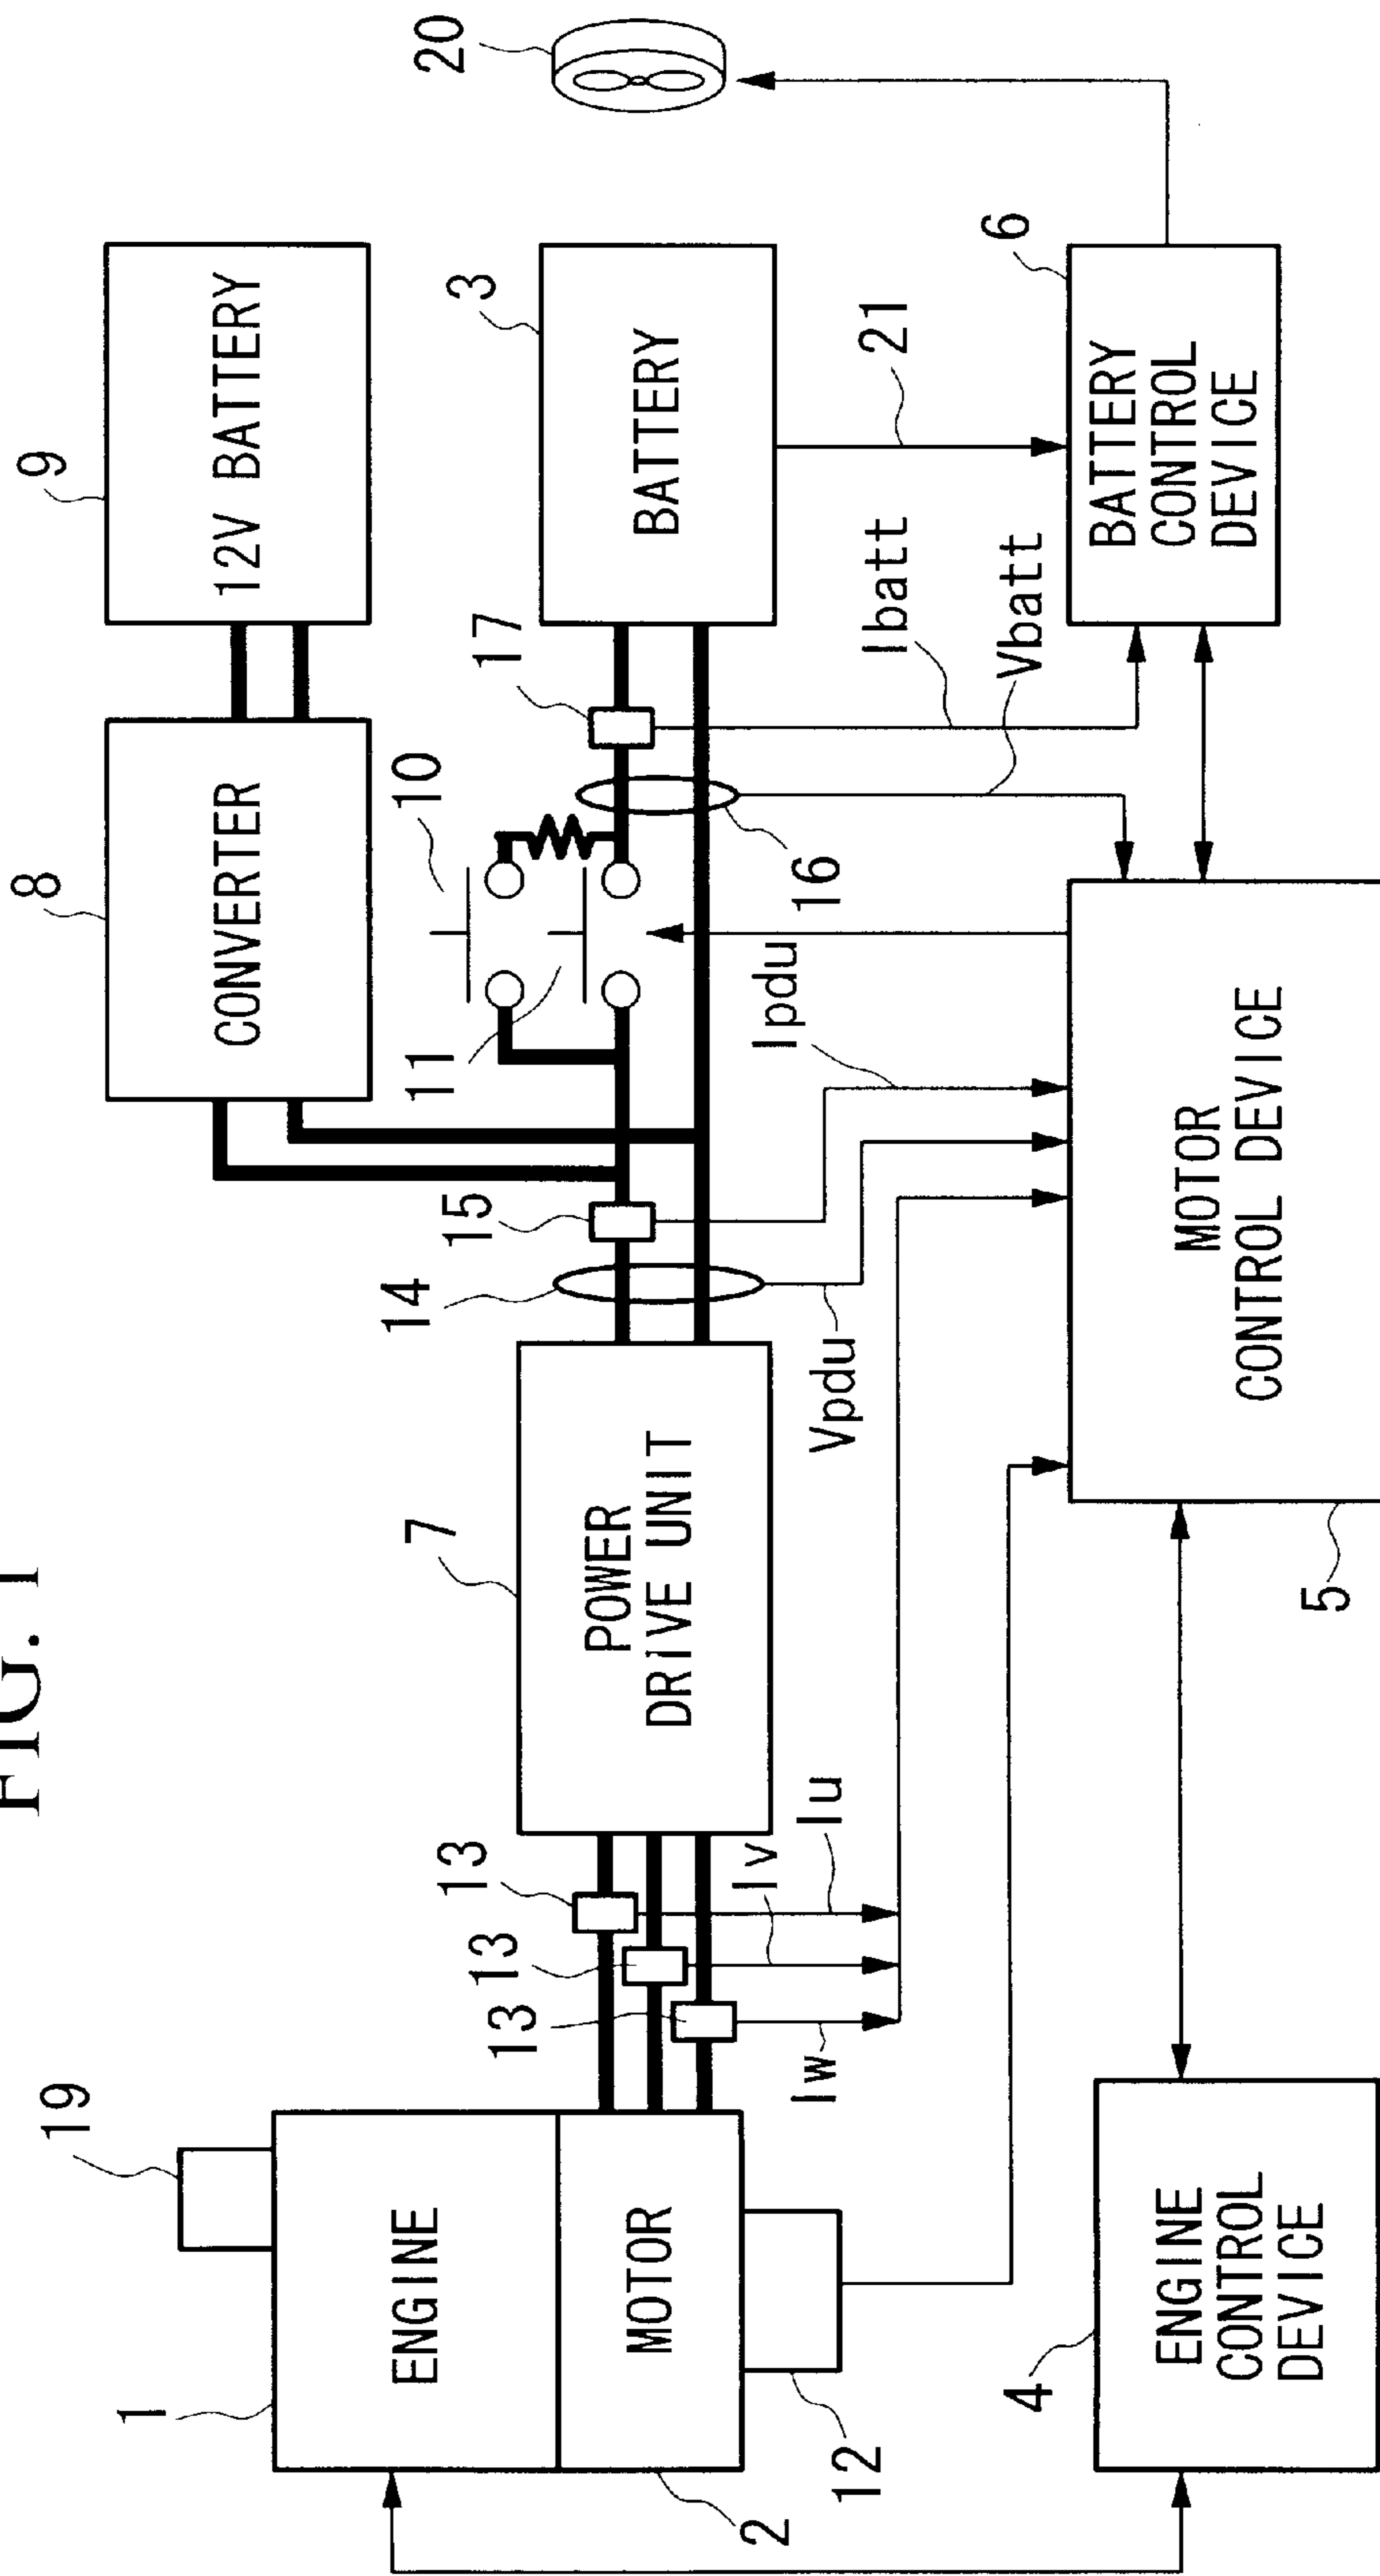 FIG. 1
19
1
ENGINE
MOTOR
2
12
13
13
13
Iu
Iv
Iw
7
POWER
DRIVE UNIT
14
15
Vpdu
Ipdu
8
CONVERTER
9
12V BATTERY
10
11
16
17
3
BATTERY
20
21
Ibatt
Vbatt
6
BATTERY
CONTROL
DEVICE
MOTOR
CONTROL DEVICE
5
4
ENGINE
CONTROL
DEVICE